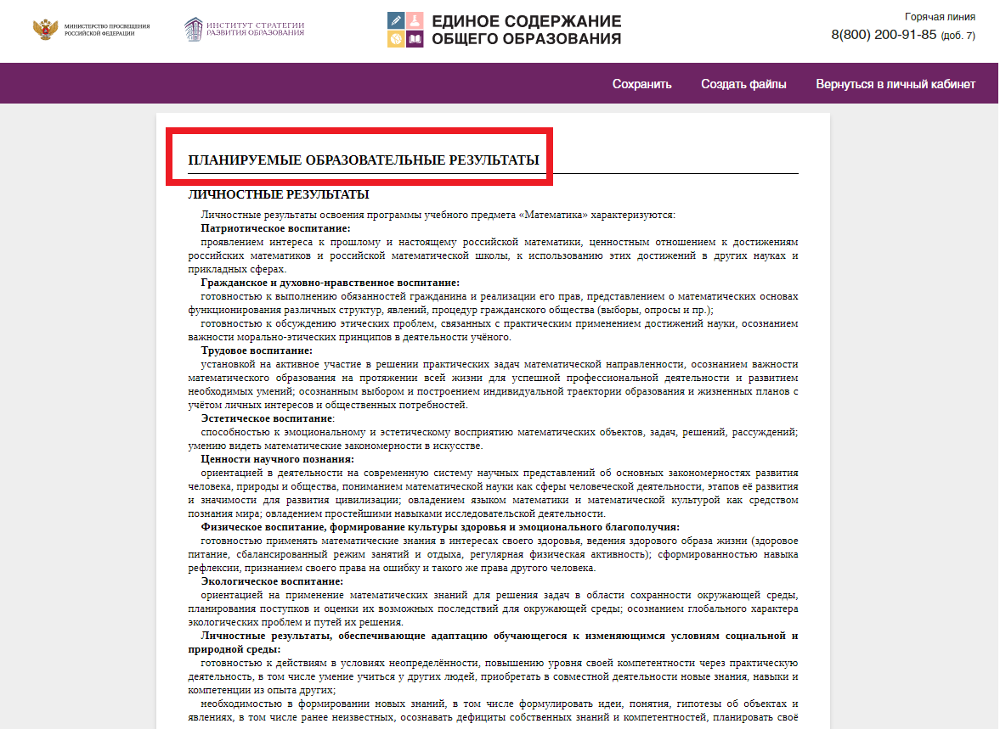 МИНИСТЕРСТВО ПРОСВЕЩЕНИЯ
РОССИЙСКОЙ ФЕДЕРАЦИИ
ИНСТИТУТ СТРАТЕГИИ
РАЗВИТИЯ ОБРАЗОВАНИЯ
ЕДИНОЕ СОДЕРЖАНИЕ
ОБЩЕГО ОБРАЗОВАНИЯ
Горячая линия
8(800) 200-91-85 (доб. 7)
Сохранить
Создать файлы
Вернуться в личный кабинет
ПЛАНИРУЕМЫЕ ОБРАЗОВАТЕЛЬНЫЕ РЕЗУЛЬТАТЫ
ЛИЧНОСТНЫЕ РЕЗУЛЬТАТЫ
Личностные результаты освоения программы учебного предмета «Математика» характеризуются:
Патриотическое воспитание:
проявлением интереса к прошлому и настоящему российской математики, ценностным отношением к достижениям
российских математиков и российской математической школы, к использованию этих достижений в других науках и
прикладных сферах.
Гражданское и духовно-нравственное воспитание:
готовностью к выполнению обязанностей гражданина и реализации его прав, представлением о математических основах
функционирования различных структур, явлений, процедур гражданского общества (выборы, опросы и пр.);
готовностью к обсуждению этических проблем, связанных с практическим применением достижений науки, осознанием
важности морально-этических принципов в деятельности учёного.
Трудовое воспитание:
установкой на активное участие в решении практических задач математической направленности, осознанием важности
математического образования на протяжении всей жизни для успешной профессиональной деятельности и развитием
необходимых умений; осознанным выбором и построением индивидуальной траектории образования и жизненных планов с
учётом личных интересов и общественных потребностей.
Эстетическое воспитание:
способностью к эмоциональному и эстетическому восприятию математических объектов, задач, решений, рассуждений;
умению видеть математические закономерности в искусстве.
Ценности научного познания:
ориентацией в деятельности на современную систему научных представлений об основных закономерностях развития
человека, природы и общества, пониманием математической науки как сферы человеческой деятельности, этапов её развития
и значимости для развития цивилизации; овладением языком математики и математической культурой как средством
познания мира; овладением простейшими навыками исследовательской деятельности.
Физическое воспитание, формирование культуры здоровья и эмоционального благополучия:
готовностью применять математические знания в интересах своего здоровья, ведения здорового образа жизни (здоровое
питание, сбалансированный режим занятий и отдыха, регулярная физическая активность); сформированностью навыка
рефлексии, признанием своего права на ошибку и такого же права другого человека.
Экологическое воспитание:
ориентацией на применение математических знаний для решения задач в области сохранности окружающей среды,
планирования поступков и оценки их возможных последствий для окружающей среды; осознанием глобального характера
экологических проблем и путей их решения.
Личностные результаты, обеспечивающие адаптацию обучающегося к изменяющимся условиям социальной и
природной среды:
готовностью к действиям в условиях неопределённости, повышению уровня своей компетентности через практическую
деятельность, в том числе умение учиться у других людей, приобретать в совместной деятельности новые знания, навыки и
компетенции из опыта других;
необходимостью в формировании новых знаний, в том числе формулировать идеи, понятия, гипотезы об объектах и
явлениях, в том числе ранее неизвестных, осознавать дефициты собственных знаний и компетентностей, планировать своё